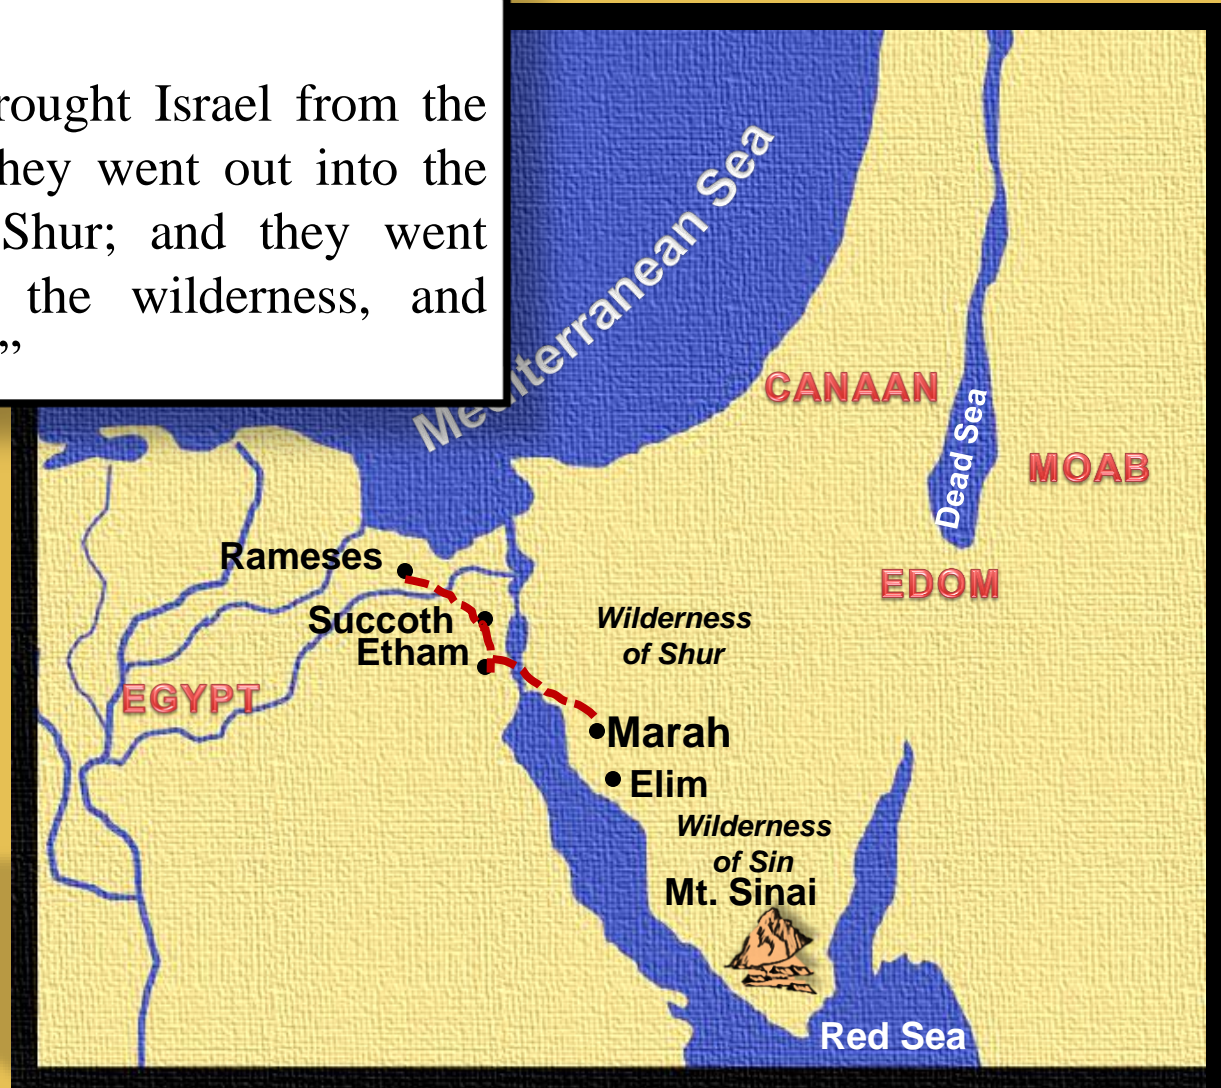 rought Israel from the
hey went out into the
Shur; and they went
the wilderness, and
”
Mediterranean Sea
CANAAN
Dead Sea
MOAB
EDOM
Rameses
Succoth
Etham
Wilderness
of Shur
EGYPT
Marah
Elim
Wilderness
of Sin
Mt. Sinai
Red Sea